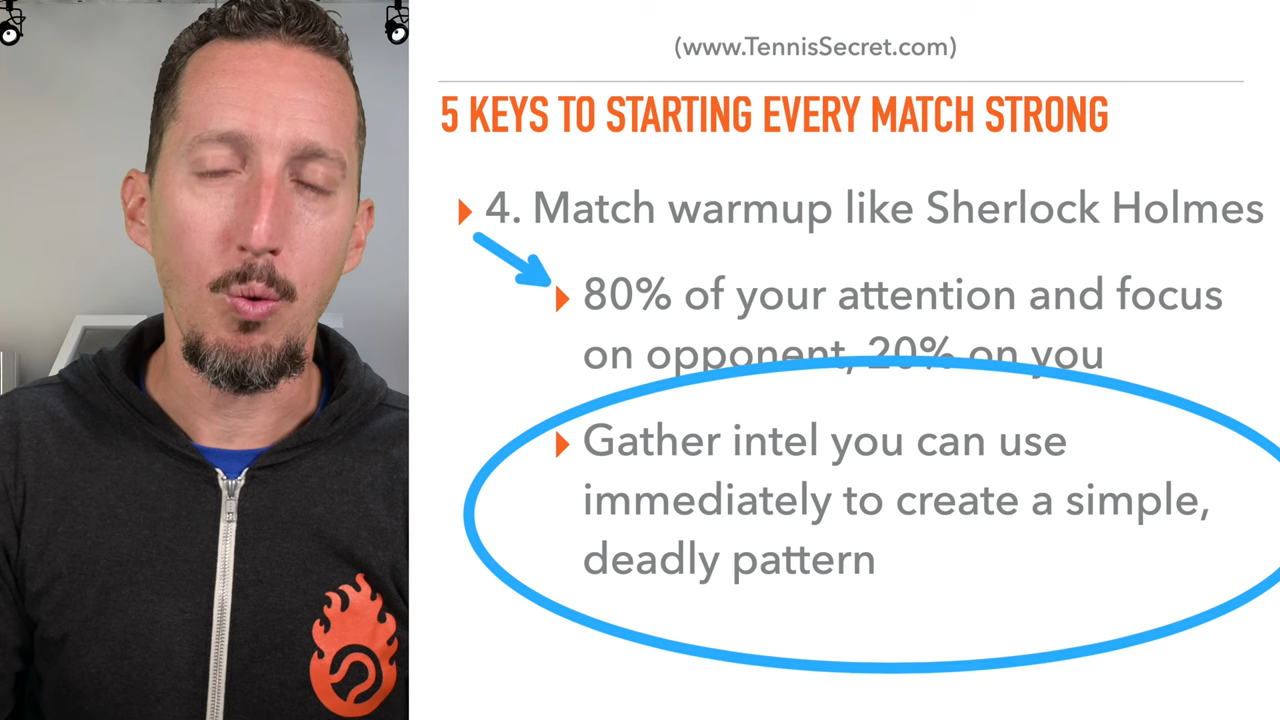 (www.TennisSecret.com)
5 KEYS TO STARTING EVERY MATCH STRONG
4. Match warmup like Sherlock Holmes
80% of your attention and focus
on opponent, 20% on you
Gather intel you can use
immediately to create a simple,
deadly pattern